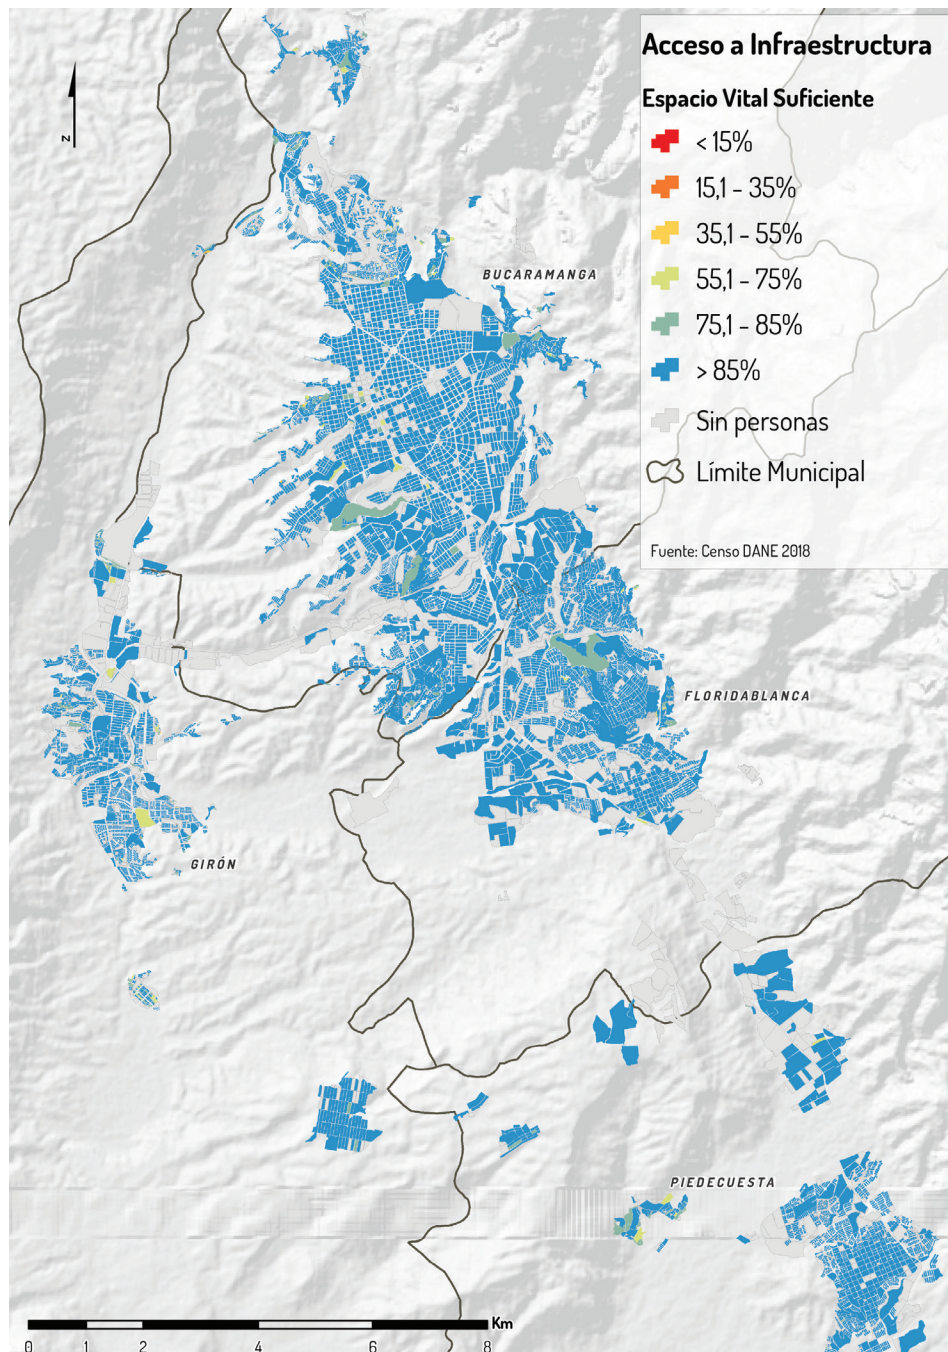 Acceso a Infraestructura
Espacio Vital Suficiente
< 15%
15,1 - 35%
35,1 - 55%
55,1 - 75%
75,1 - 85%
> 85%
Sin personas
Límite Municipal
Fuente: Censo DANE 2018
N
BUCARAMANGA
FLORIDABLANCA
GIRÓN
PIEDECUESTA
Km
0 1 2 4 6 8